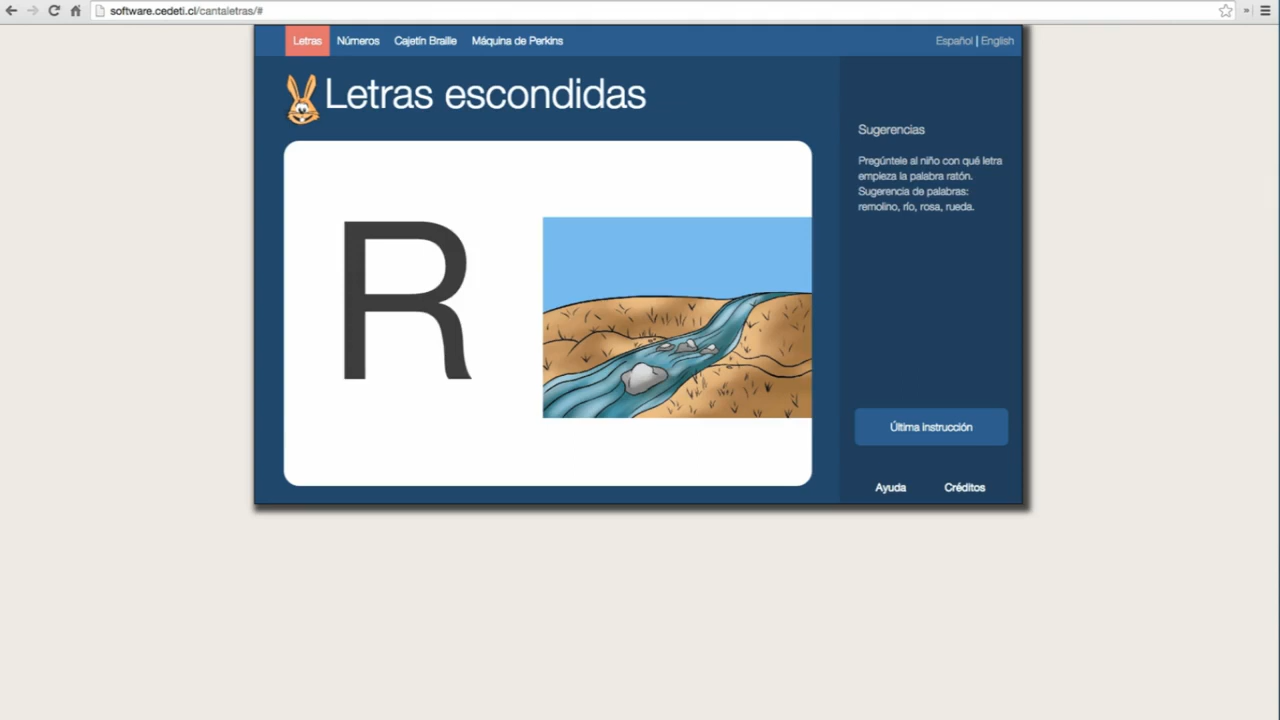 software.cedeti.cl/cantaletras/#
Letras Números Cajetín Braille Máquina de Perkins Español | English
Letras escondidas
R
Sugerencias
Pregúntele al niño con qué letra
empieza la palabra ratón.
Sugerencia de palabras:
remolino, río, rosa, rueda.
Última instrucción
Ayuda Créditos